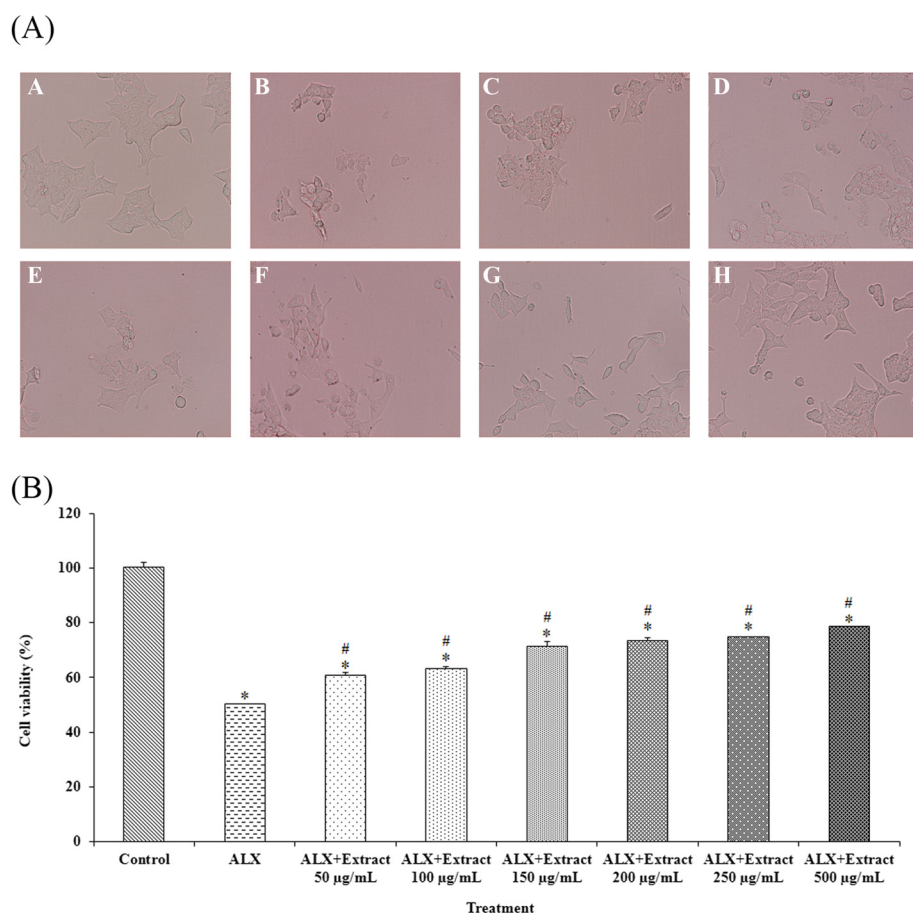 (A)
A
B
C
D
E
F
G
H
(B)
120
100
80
60
40
20
0
Cell viability (%)
*
#
*
#
*
#
*
#
*
#
*
#
*
Control
ALX
ALX+Extract
50 µg/mL
ALX+Extract
100 µg/mL
ALX+Extract
150 µg/mL
ALX+Extract
200 µg/mL
ALX+Extract
250 µg/mL
ALX+Extract
500 µg/mL
Treatment